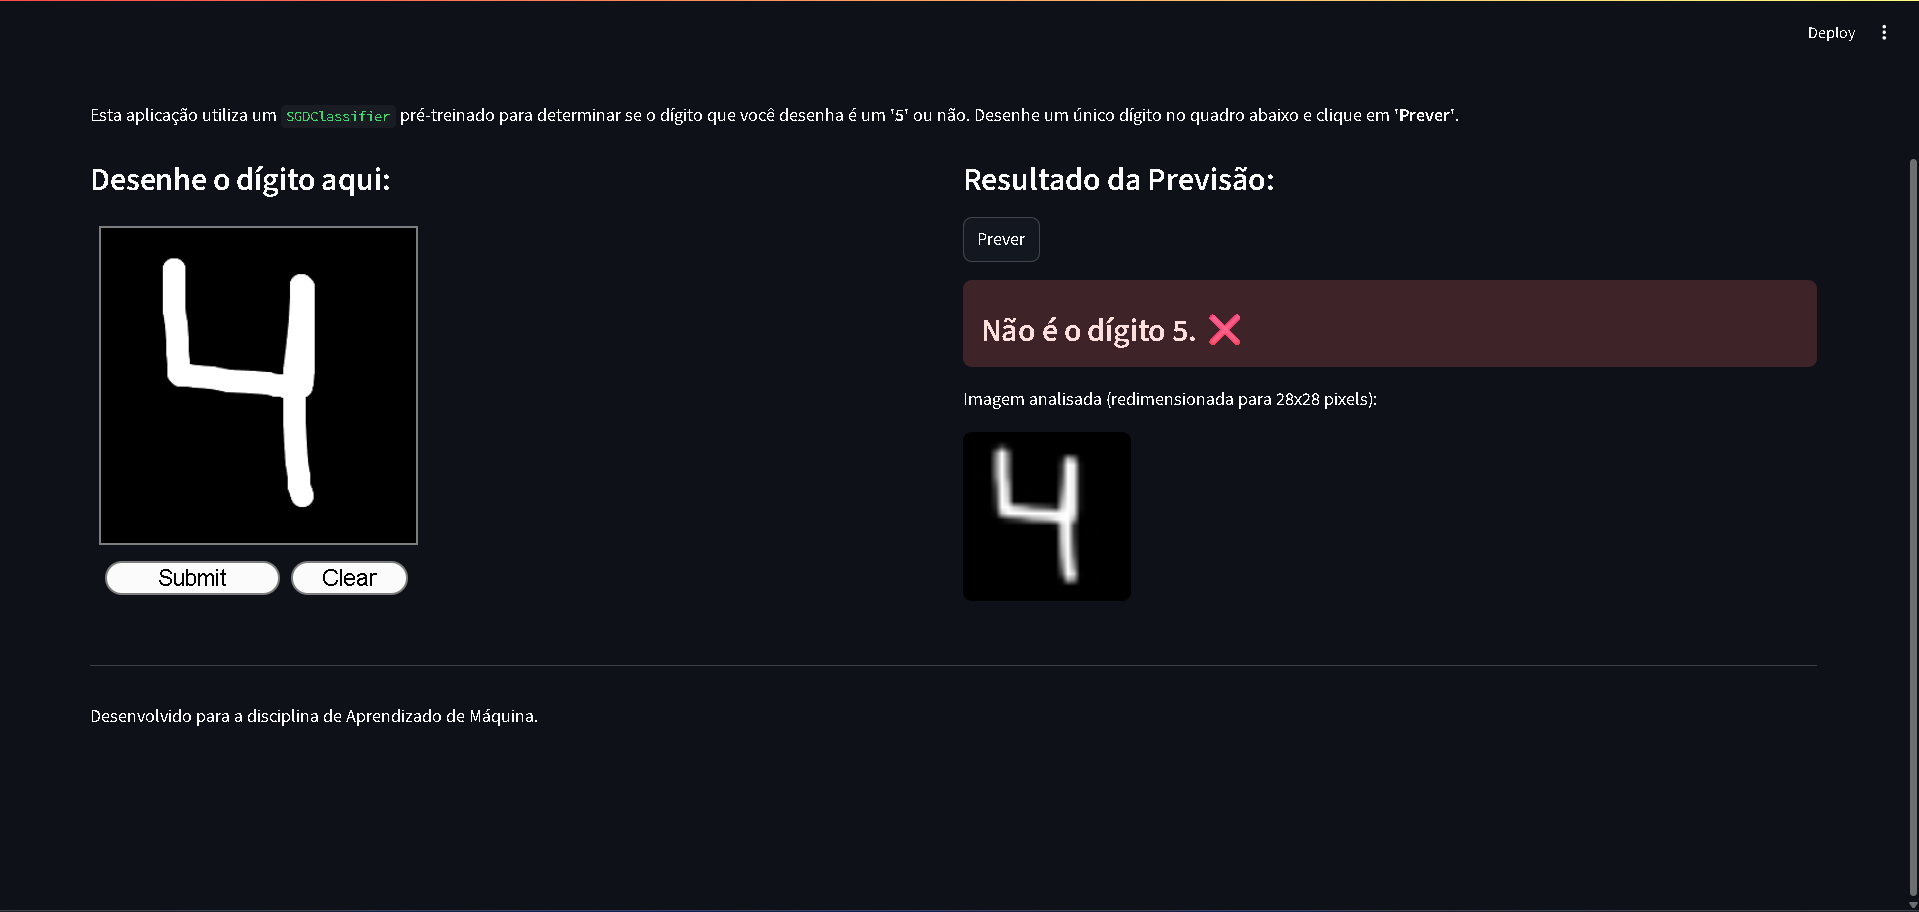 Deploy
Esta aplicação utiliza um SGDClassifier pré-treinado para determinar se o dígito que você desenha é um '5' ou não. Desenhe um único dígito no quadro abaixo e clique em 'Prever'.
Desenhe o dígito aqui:
4
Submit Clear
Resultado da Previsão:
Prever
Não é o dígito 5. ❌
Imagem analisada (redimensionada para 28x28 pixels):
4
Desenvolvido para a disciplina de Aprendizado de Máquina.